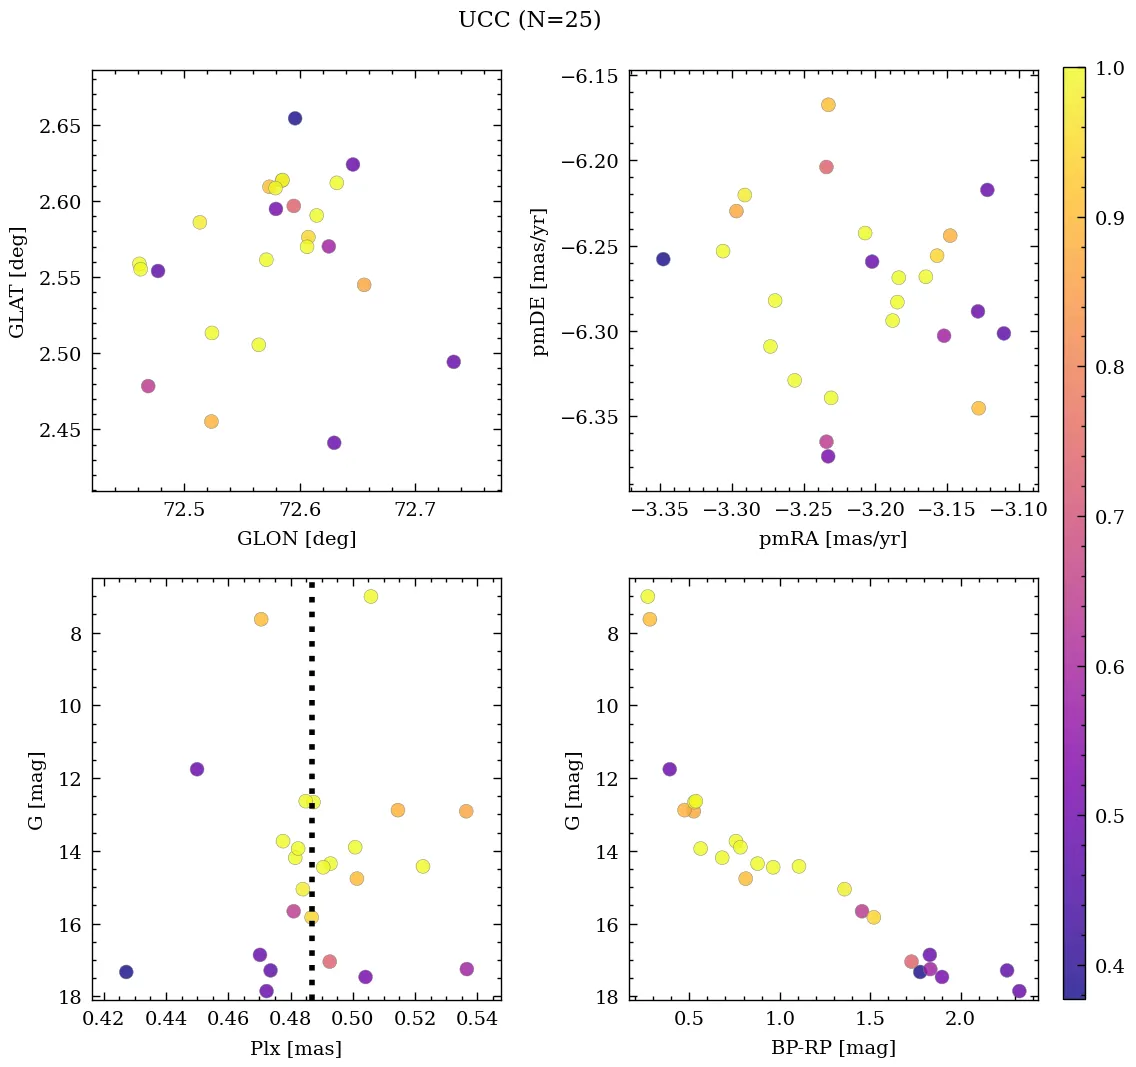 UCC (N=25)
2.65
2.60
2.55
2.50
2.45
GLAT [deg]
72.5 72.6 72.7
GLON [deg]
−6.15
−6.20
−6.25
−6.30
−6.35
pmDE [mas/yr]
−3.35 −3.30 −3.25 −3.20 −3.15 −3.10
pmRA [mas/yr]
8
10
12
14
16
18
G [mag]
0.42 0.44 0.46 0.48 0.50 0.52 0.54
Plx [mas]
8
10
12
14
16
18
G [mag]
0.5 1.0 1.5 2.0
BP-RP [mag]
1.0
0.9
0.8
0.7
0.6
0.5
0.4